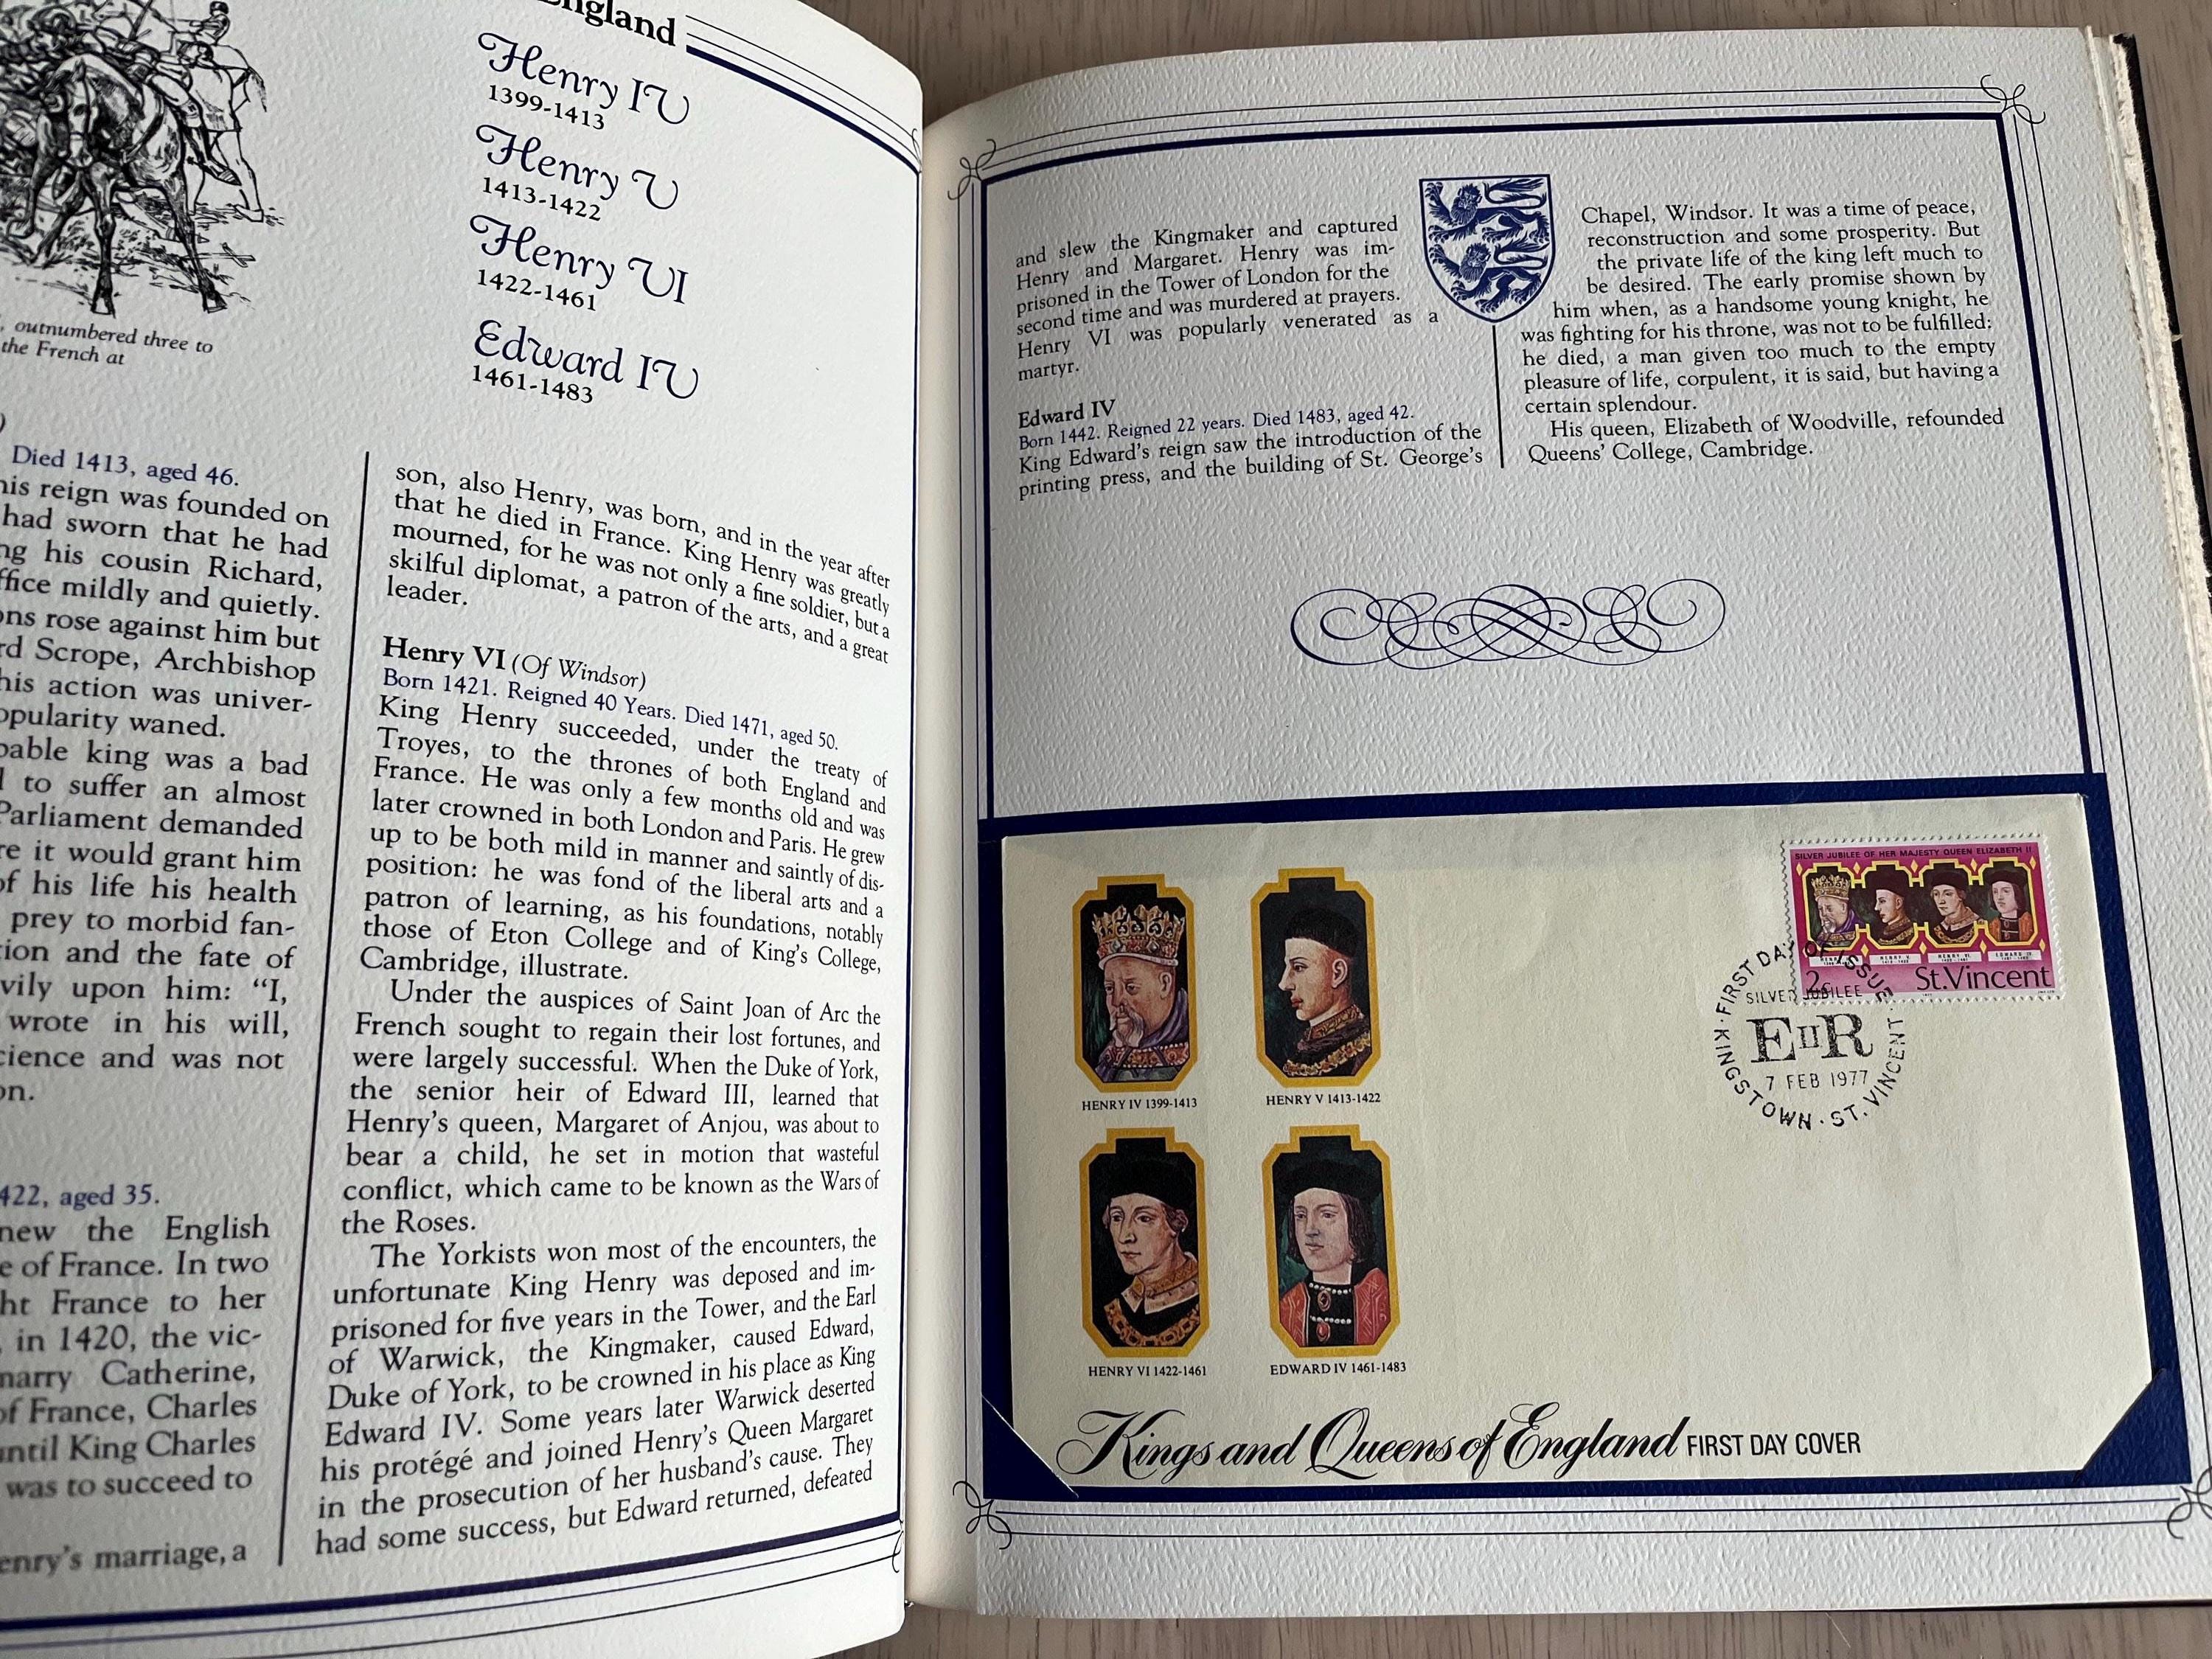 England
Henry IV
1399-1413
Henry V
1413-1422
Henry VI
1422-1461
Edward IV
1461-1483
, outnumbered three to
the French at
)
Died 1413, aged 46.
his reign was founded on
had sworn that he had
ng his cousin Richard,
ffice mildly and quietly.
ons rose against him but
rd Scrope, Archbishop
his action was univer-
opularity waned.
pable king was a bad
to suffer an almost
Parliament demanded
re it would grant him
of his life his health
prey to morbid fan-
tion and the fate of
vily upon him: “I,
wrote in his will,
cience and was not
on.
422, aged 35.
new the English
e of France. In two
ht France to her
, in 1420, the vic-
marry Catherine,
of France, Charles
until King Charles
was to succeed to
enry's marriage, a
son, also Henry, was born, and in the year after
that he died in France. King Henry was greatly
mourned, for he was not only a fine soldier, but a
skilful diplomat, a patron of the arts, and a great
leader.
Henry VI (Of Windsor)
Born 1421. Reigned 40 Years. Died 1471, aged 50.
King Henry succeeded, under the treaty of
Troyes, to the thrones of both England and
France. He was only a few months old and was
later crowned in both London and Paris. He grew
up to be both mild in manner and saintly of dis-
position: he was fond of the liberal arts and a
patron of learning, as his foundations, notably
those of Eton College and of King's College,
Cambridge, illustrate.
Under the auspices of Saint Joan of Arc the
French sought to regain their lost fortunes, and
were largely successful. When the Duke of York,
the senior heir of Edward III, learned that
Henry's queen, Margaret of Anjou, was about to
bear a child, he set in motion that wasteful
conflict, which came to be known as the Wars of
the Roses.
The Yorkists won most of the encounters, the
unfortunate King Henry was deposed and im-
prisoned for five years in the Tower, and the Earl
of Warwick, the Kingmaker, caused Edward,
Duke of York, to be crowned in his place as King
Edward IV. Some years later Warwick deserted
his protégé and joined Henry's Queen Margaret
in the prosecution of her husband's cause. They
had some success, but Edward returned, defeated
and slew the Kingmaker and captured
Henry and Margaret. Henry was im-
prisoned in the Tower of London for the
second time and was murdered at prayers.
Henry VI was popularly venerated as a
martyr.
Edward IV
Born 1442. Reigned 22 years. Died 1483, aged 42.
King Edward's reign saw the introduction of the
printing press, and the building of St. George's
Chapel, Windsor. It was a time of peace,
reconstruction and some prosperity. But
the private life of the king left much to
be desired. The early promise shown by
him when, as a handsome young knight, he
was fighting for his throne, was not to be fulfilled:
he died, a man given too much to the empty
pleasure of life, corpulent, it is said, but having a
certain splendour.
His queen, Elizabeth of Woodville, refounded
Queens' College, Cambridge.
SILVER JUBILEE OF HER MAJESTY QUEEN ELIZABETH II
HENRY V
HENRY VI
EDWARD IV
2c St.Vincent
FIRST DAY OF ISSUE
SILVER JUBILEE
EIIR
7 FEB 1977
KINGSTOWN · ST. VINCENT
HENRY IV 1399-1413
HENRY V 1413-1422
HENRY VI 1422-1461
EDWARD IV 1461-1483
Kings and Queens of England FIRST DAY COVER